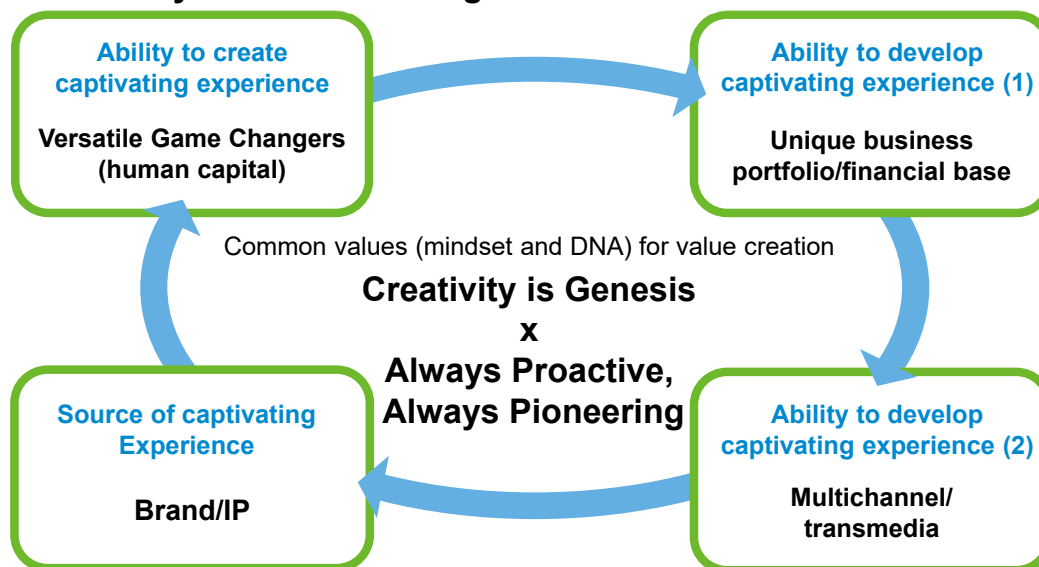 Ability to create
captivating experience
Versatile Game Changers
(human capital)
Ability to develop
captivating experience (1)
Unique business
portfolio/financial base
Common values (mindset and DNA) for value creation
Creativity is Genesis
x
Always Proactive,
Always Pioneering
Source of captivating
Experience
Brand/IP
Ability to develop
captivating experience (2)
Multichannel/
transmedia